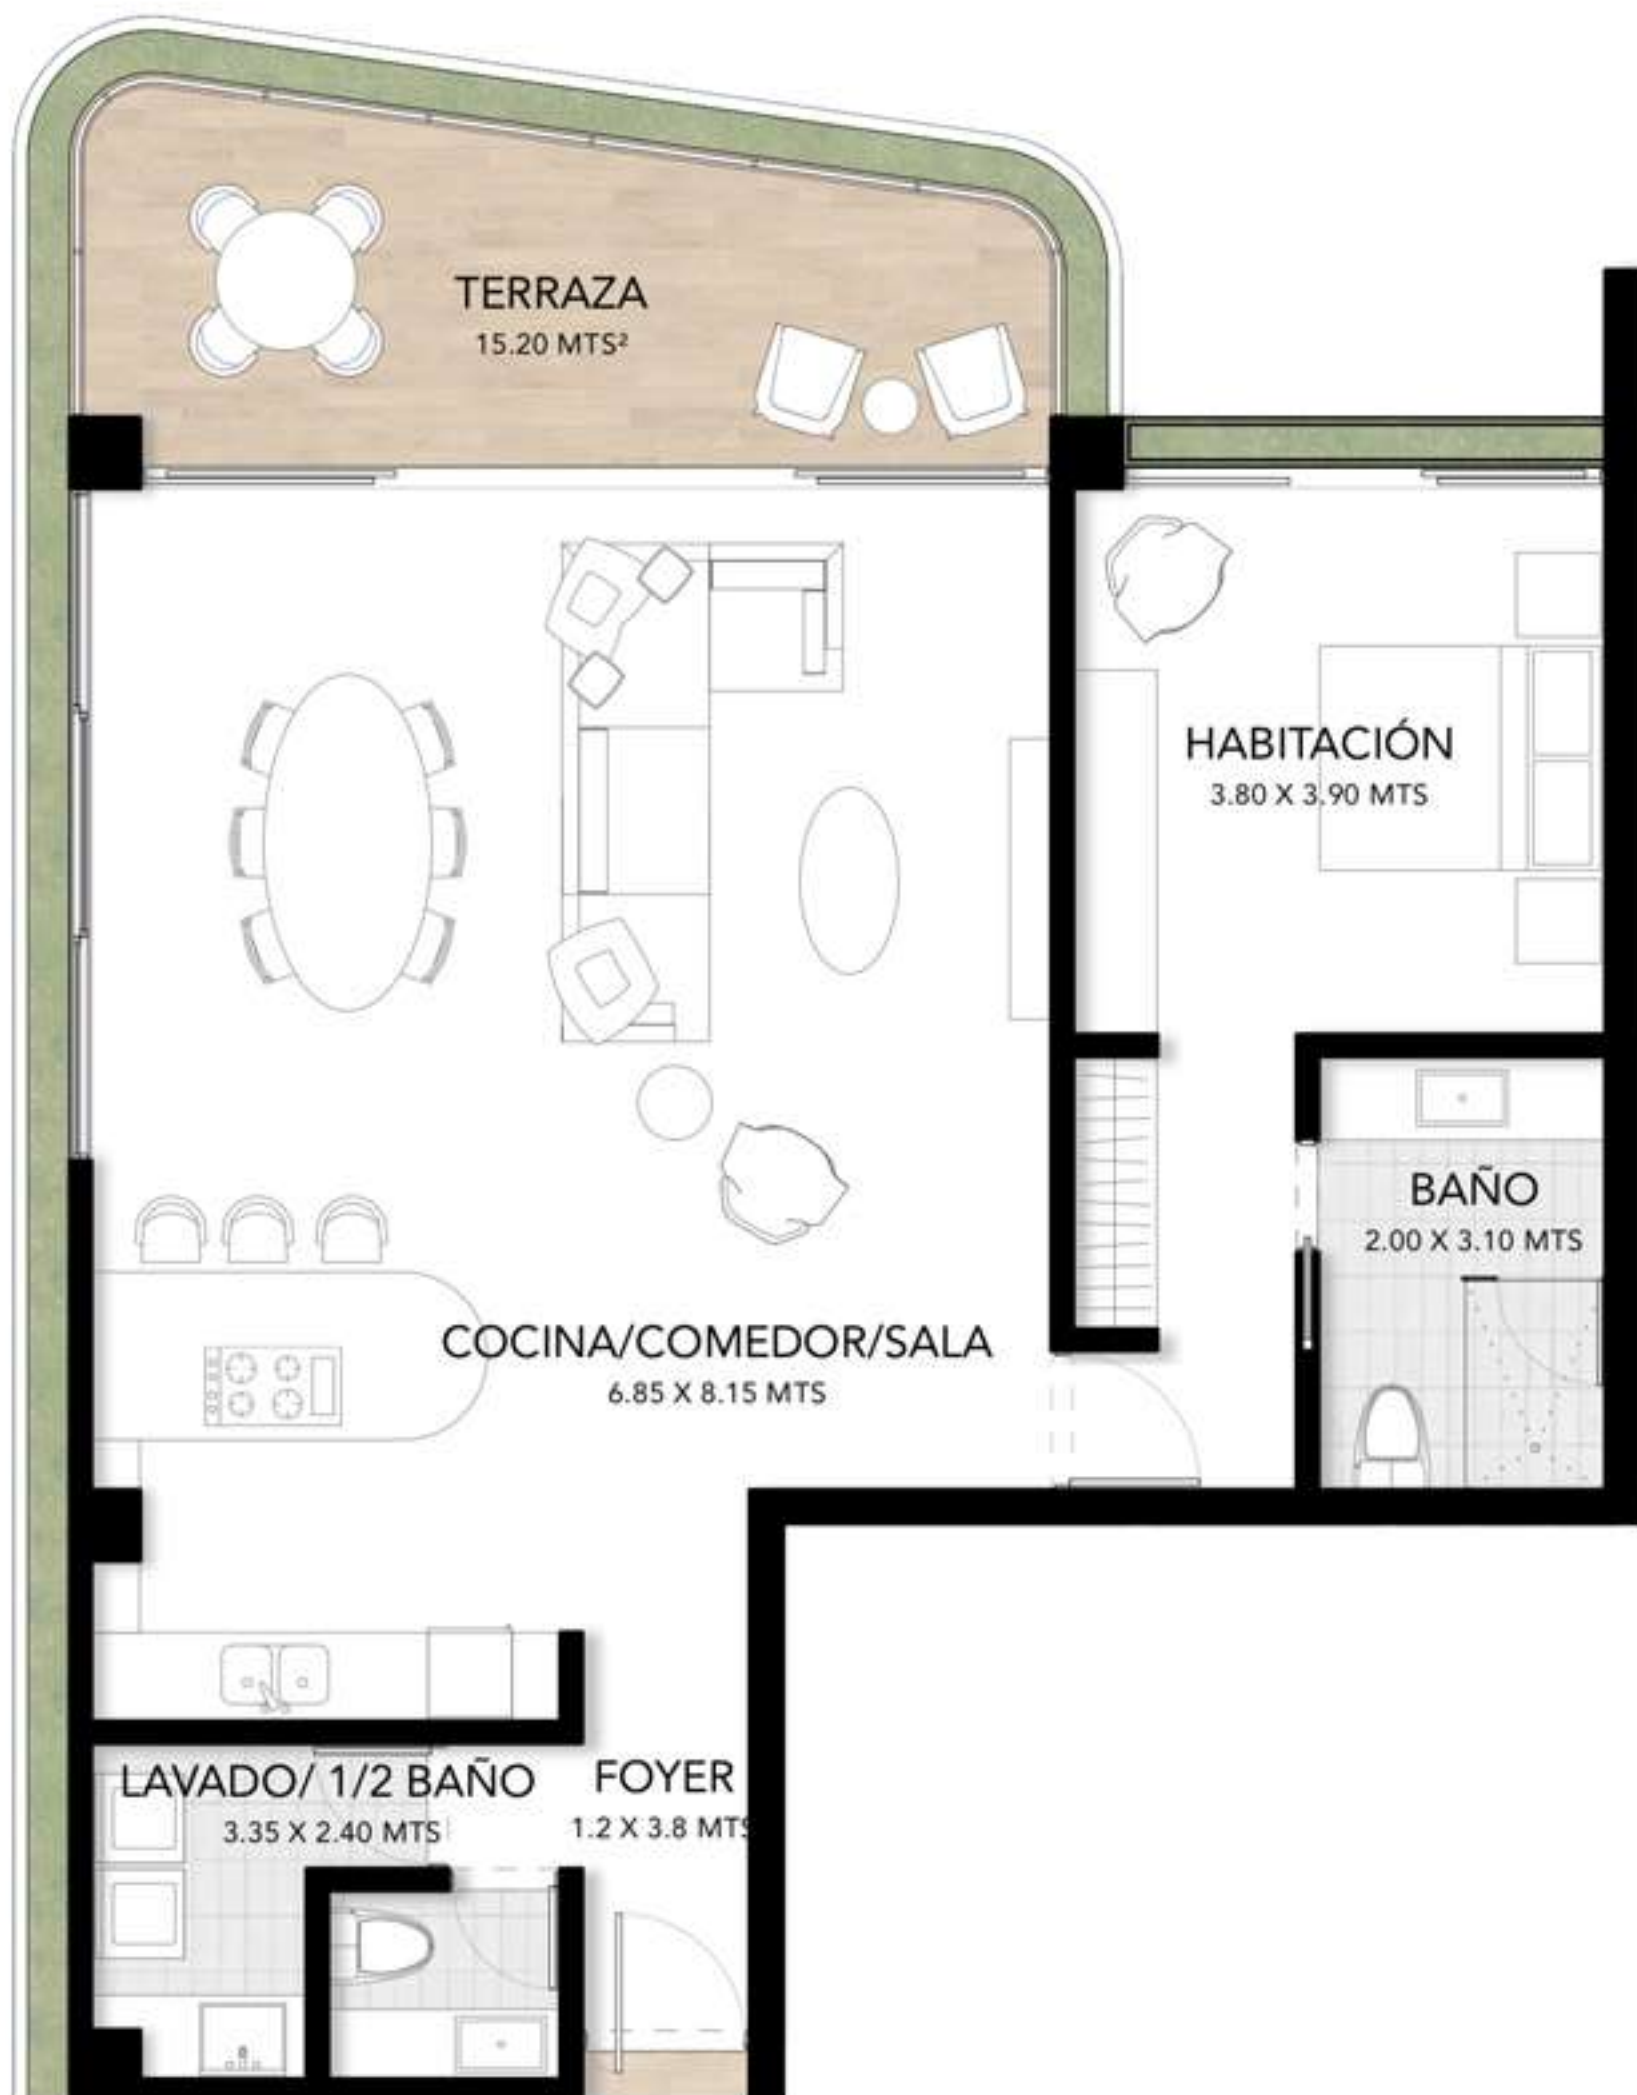 TERRAZA
15.20 MTS²
HABITACIÓN
3.80 X 3.90 MTS
BAÑO
2.00 X 3.10 MTS
COCINA/COMEDOR/SALA
6.85 X 8.15 MTS
LAVADO/ 1/2 BAÑO
3.35 X 2.40 MTS
FOYER
1.2 X 3.8 MTS